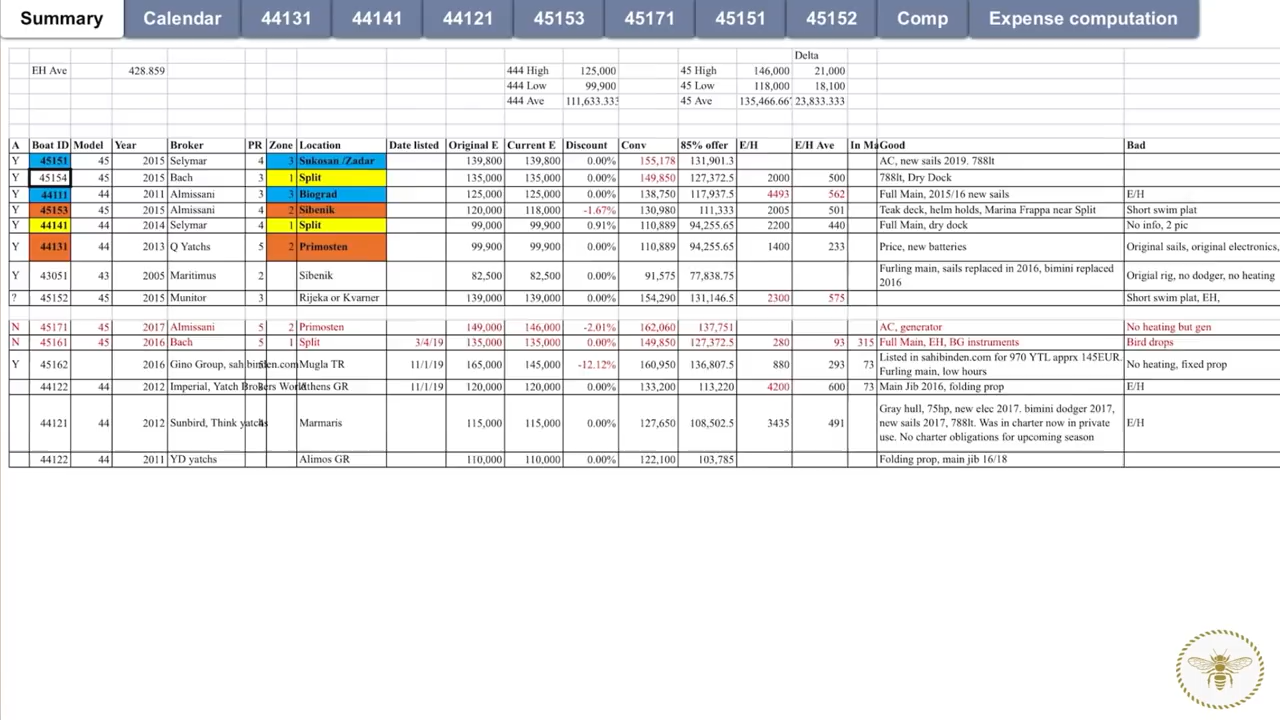 Summary Calendar 44131 44141 44121 45153 45171 45151 45152 Comp Expense computation
Delta
EH Ave 428.859 444 High 125,000 45 High 146,000 21,000
444 Low 99,900 45 Low 118,000 18,100
444 Ave 111,633.333 45 Ave 135,466.667 23,833.333
A Boat ID Model Year Broker PR Zone Location Date listed Original E Current E Discount Conv 85% offer E/H E/H Ave In Ma Good Bad
Y 45151 45 2015 Selymar 4 3 Sukosan /Zadar 139,800 139,800 0.00% 155,178 131,901.3 AC, new sails 2019. 788lt
Y 45154 45 2015 Bach 3 1 Split 135,000 135,000 0.00% 149,850 127,372.5 2000 500 788lt, Dry Dock
Y 44111 44 2011 Almissani 3 3 Biograd 125,000 125,000 0.00% 138,750 117,937.5 4493 562 Full Main, 2015/16 new sails E/H
Y 45153 45 2015 Almissani 4 2 Sibenik 120,000 118,000 -1.67% 130,980 111,333 2005 501 Teak deck, helm holds, Marina Frappa near Split Short swim plat
Y 44141 44 2014 Selymar 4 1 Split 99,000 99,900 0.91% 110,889 94,255.65 2200 440 Full Main, dry dock No info, 2 pic
Y 44131 44 2013 Q Yatchs 5 2 Primosten 99,900 99,900 0.00% 110,889 94,255.65 1400 233 Price, new batteries Original sails, original electronics,
Y 43051 43 2005 Maritimus 2 Sibenik 82,500 82,500 0.00% 91,575 77,838.75 Furling main, sails replaced in 2016, bimini replaced Origial rig, no dodger, no heating
2016
? 45152 45 2015 Munitor 3 Rijeka or Kvarner 139,000 139,000 0.00% 154,290 131,146.5 2300 575 Short swim plat, EH,
N 45171 45 2017 Almissani 5 2 Primosten 149,000 146,000 -2.01% 162,060 137,751 AC, generator No heating but gen
N 45161 45 2016 Bach 5 1 Split 3/4/19 135,000 135,000 0.00% 149,850 127,372.5 280 93 315 Full Main, EH, BG instruments Bird drops
Y 45162 2016 Gino Group, sahibinden.com Mugla TR 11/1/19 165,000 145,000 -12.12% 160,950 136,807.5 880 293 73 Listed in sahibinden.com for 970 YTL apprx 145EUR. No heating, fixed prop
Furling main, low hours
44122 44 2012 Imperial, Yatch Brokers World Athens GR 11/1/19 120,000 120,000 0.00% 133,200 113,220 4200 600 73 Main Jib 2016, folding prop E/H
44121 44 2012 Sunbird, Think yatchs Marmaris 115,000 115,000 0.00% 127,650 108,502.5 3435 491 Gray hull, 75hp, new elec 2017. bimini dodger 2017, E/H
new sails 2017, 788lt. Was in charter now in private
use. No charter obligations for upcoming season
44122 44 2011 YD yatchs Alimos GR 110,000 110,000 0.00% 122,100 103,785 Folding prop, main jib 16/18